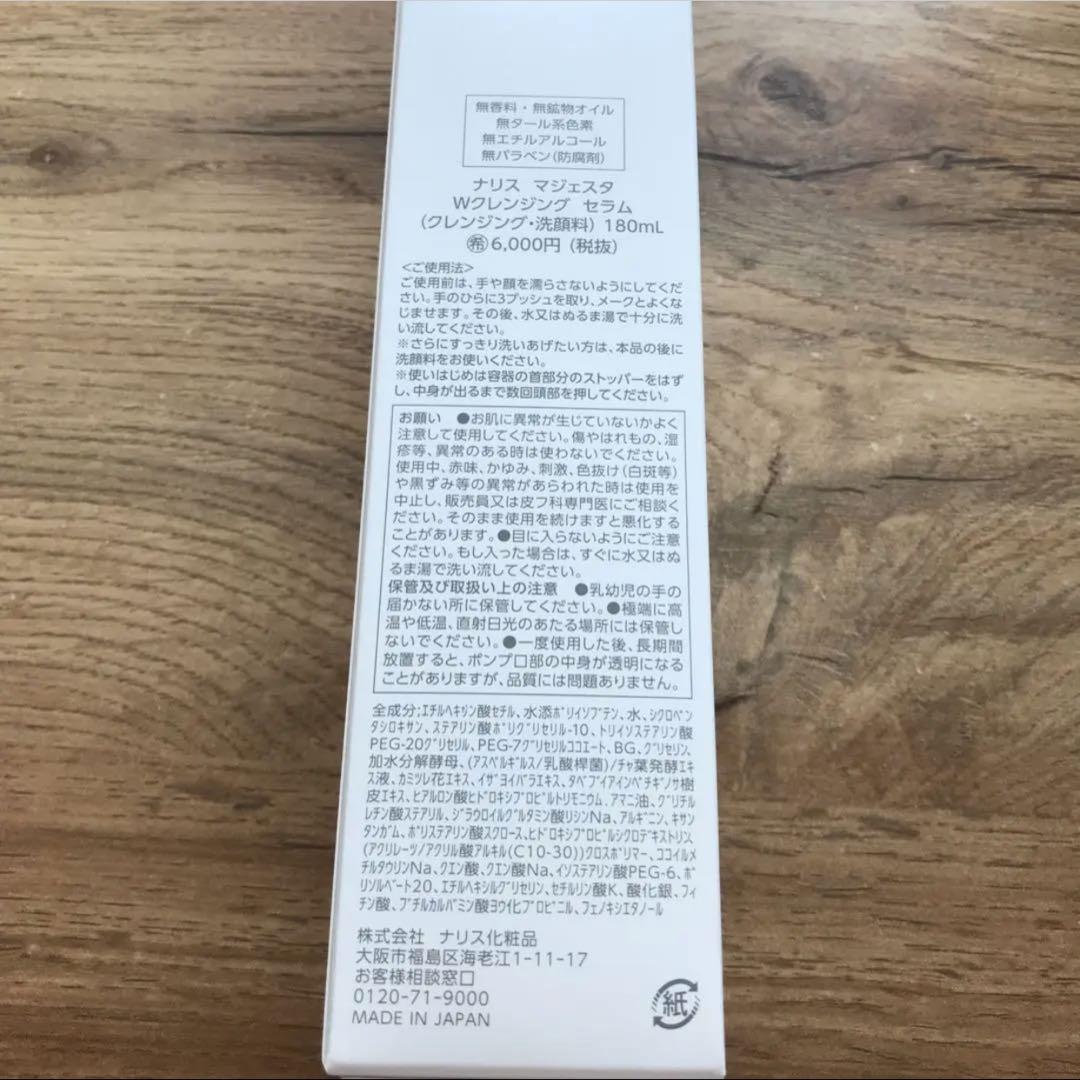 無香料・無鉱物オイル
無タール系色素
無エチルアルコール
無パラベン(防腐剤)
ナリス マジェスタ
Wクレンジング セラム
(クレンジング・洗顔料) 180mL
㊒6,000円(税抜)
<ご使用法>
ご使用前は、手や顔を濡らさないようにしてくだ
さい。手のひらに3プッシュを取り、メークとよくな
じませます。その後、水又はぬるま湯で十分に洗
い流してください。
※さらにすっきり洗いあげたい方は、本品の後に
洗顔料をお使いください。
※使いはじめは容器の首部分のストッパーをはず
し、中身が出るまで数回頭部を押してください。
お願い ●お肌に異常が生じていないかよく
注意して使用してください。傷やはれもの、湿
疹等、異常のある時は使わないでください。
使用中、赤味、かゆみ、刺激、色抜け(白斑等)
や黒ずみ等の異常があらわれた時は使用を
中止し、販売員又は皮フ科専門医にご相談く
ださい。そのまま使用を続けますと悪化する
ことがあります。●目に入らないようにご注意
ください。もし入った場合は、すぐに水又はぬ
るま湯で洗い流してください。
保管及び取扱い上の注意 ●乳幼児の手の
届かない所に保管してください。●極端に高
温や低温、直射日光のあたる場所には保管し
ないでください。●一度使用した後、長期間
放置すると、ポンプ口部の中身が透明になる
ことがありますが、品質には問題ありません。
全成分;エチルヘキサン酸セチル、水添ポリイソブテン、水、シクロペン
タシロキサン、ステアリン酸ポリグリセリル-10、トリイソステアリン酸
PEG-20グリセリル、PEG-7グリセリルココエート、BG、グリセリン、
加水分解酵母、(アスペルギルス/乳酸桿菌)/チャ葉発酵エキ
ス液、カミツレ花エキス、イザヨイバラエキス、タベブイアインペチギノサ樹
皮エキス、ヒアルロン酸ヒドロキシプロピルトリモニウム、アマニ油、グリチル
レチン酸ステアリル、ジラウロイルグルタミン酸リシンNa、アルギニン、キサン
タンガム、ポリステアリン酸スクロース、ヒドロキシプロピルシクロデキストリン、
(アクリレーツ/アクリル酸アルキル(C10-30))クロスポリマー、ココイルメ
チルタウリンNa、クエン酸、クエン酸Na、イソステアリン酸PEG-6、ポ
リソルベート20、エチルヘキシルグリセリン、セチルリン酸K、酸化銀、フィ
チン酸、ブチルカルバミン酸ヨウ化プロピニル、フェノキシエタノール
株式会社 ナリス化粧品
大阪市福島区海老江1-11-17
お客様相談窓口
0120-71-9000
MADE IN JAPAN
紙